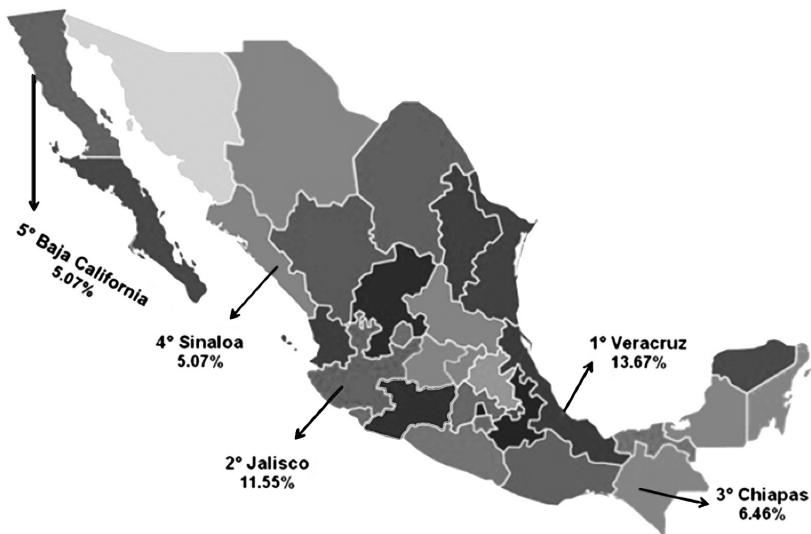 5° Baja California
5.07%
4° Sinaloa
5.07%
1° Veracruz
13.67%
2° Jalisco
11.55%
3° Chiapas
6.46%